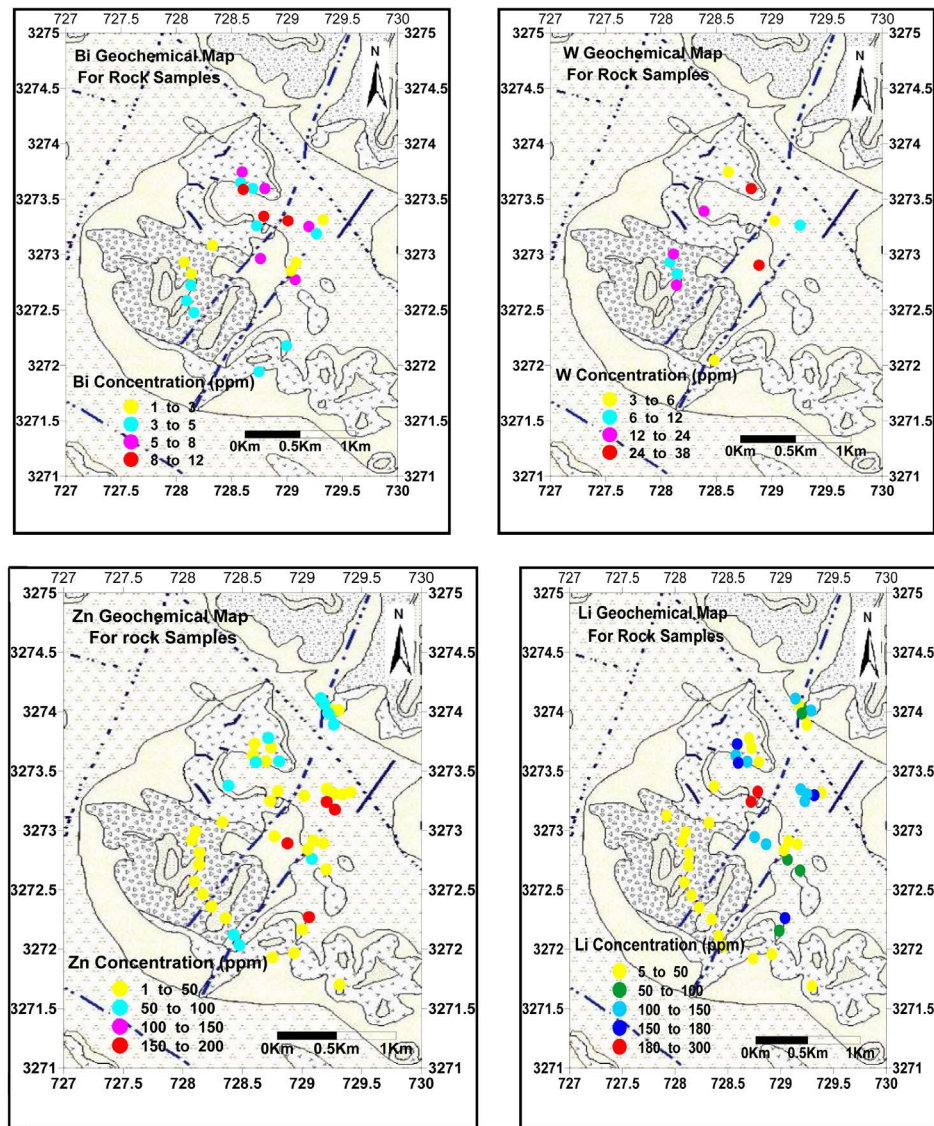 727 727.5 728 728.5 729 729.5 730
3275
3274.5
3274
3273.5
3273
3272.5
3272
3271.5
3271
Bi Geochemical Map
For Rock Samples
N
Bi Concentration (ppm)
1 to 3
3 to 5
5 to 8
8 to 12
0Km 0.5Km 1Km
3275
3274.5
3274
3273.5
3273
3272.5
3272
3271.5
3271
727 727.5 728 728.5 729 729.5 730
727 727.5 728 728.5 729 729.5 730
3275
3274.5
3274
3273.5
3273
3272.5
3272
3271.5
3271
W Geochemical Map
For Rock Samples
N
W Concentration (ppm)
3 to 6
6 to 12
12 to 24
24 to 38
0Km 0.5Km 1Km
3275
3274.5
3274
3273.5
3273
3272.5
3272
3271.5
3271
727 727.5 728 728.5 729 729.5 730
727 727.5 728 728.5 729 729.5 730
3275
3274.5
3274
3273.5
3273
3272.5
3272
3271.5
3271
Zn Geochemical Map
For rock Samples
N
Zn Concentration (ppm)
1 to 50
50 to 100
100 to 150
150 to 200
0Km 0.5Km 1Km
3275
3274.5
3274
3273.5
3273
3272.5
3272
3271.5
3271
727 727.5 728 728.5 729 729.5 730
727 727.5 728 728.5 729 729.5 730
3275
3274.5
3274
3273.5
3273
3272.5
3272
3271.5
3271
Li Geochemical Map
For Rock Samples
N
Li Concentration (ppm)
5 to 50
50 to 100
100 to 150
150 to 180
180 to 300
0Km 0.5Km 1Km
3275
3274.5
3274
3273.5
3273
3272.5
3272
3271.5
3271
727 727.5 728 728.5 729 729.5 730